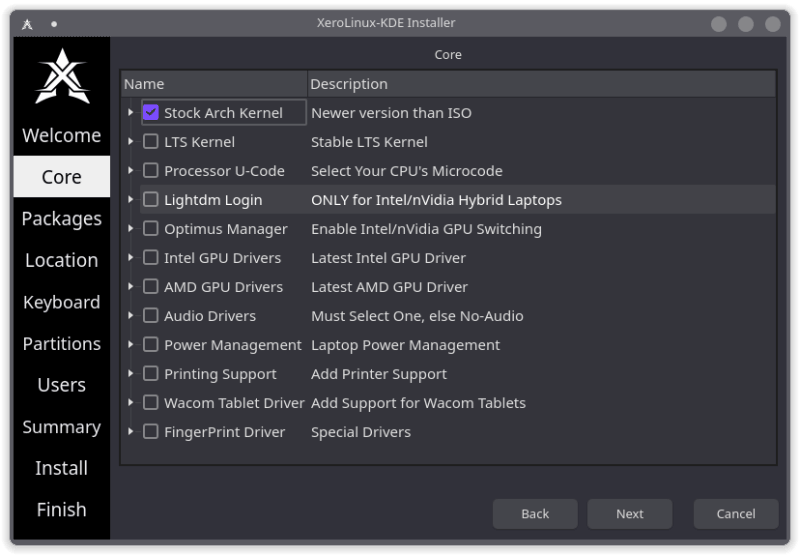 XeroLinux-KDE Installer
Welcome
Core
Packages
Location
Keyboard
Partitions
Users
Summary
Install
Finish
Core
Name Description
Stock Arch Kernel Newer version than ISO
LTS Kernel Stable LTS Kernel
Processor U-Code Select Your CPU's Microcode
Lightdm Login ONLY for Intel/nVidia Hybrid Laptops
Optimus Manager Enable Intel/nVidia GPU Switching
Intel GPU Drivers Latest Intel GPU Driver
AMD GPU Drivers Latest AMD GPU Driver
Audio Drivers Must Select One, else No-Audio
Power Management Laptop Power Management
Printing Support Add Printer Support
Wacom Tablet Driver Add Support for Wacom Tablets
FingerPrint Driver Special Drivers
Back Next Cancel